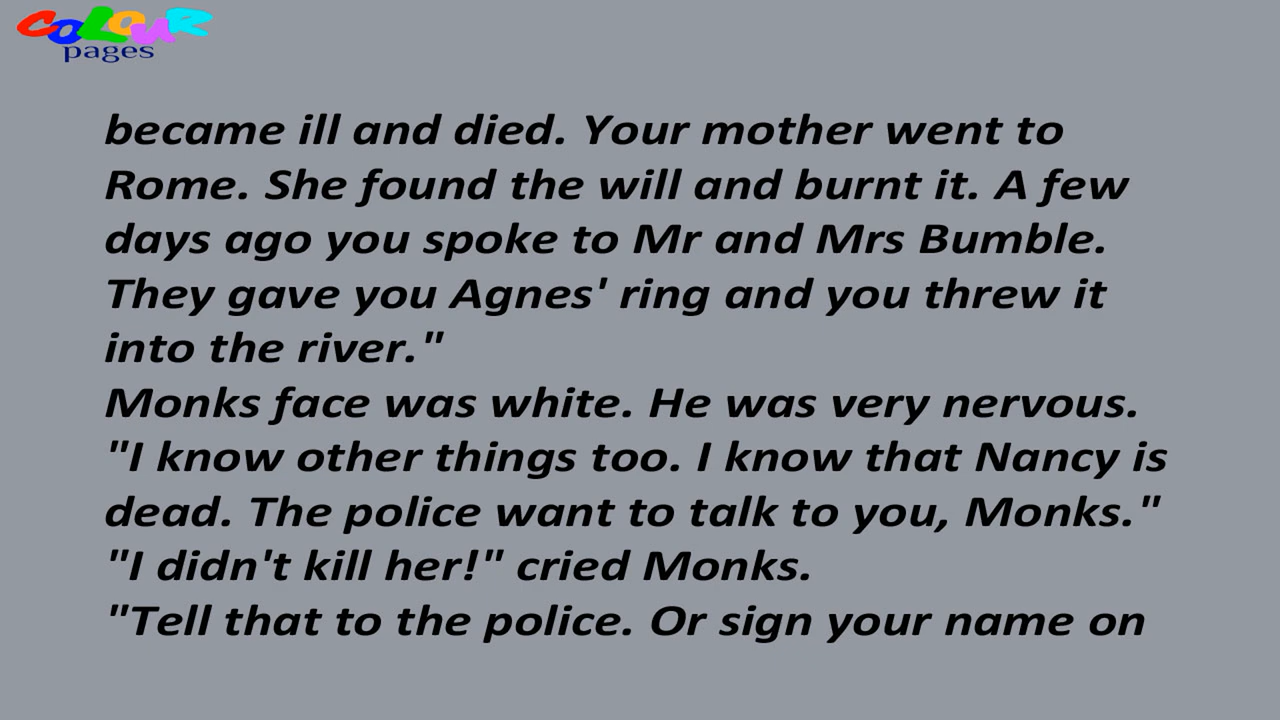 COLOUR
pages
became ill and died. Your mother went to
Rome. She found the will and burnt it. A few
days ago you spoke to Mr and Mrs Bumble.
They gave you Agnes' ring and you threw it
into the river."
Monks face was white. He was very nervous.
"I know other things too. I know that Nancy is
dead. The police want to talk to you, Monks."
"I didn't kill her!" cried Monks.
"Tell that to the police. Or sign your name on